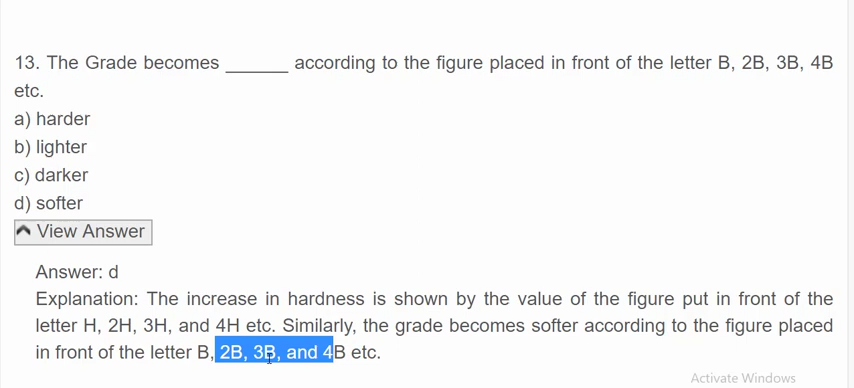 13. The Grade becomes ______ according to the figure placed in front of the letter B, 2B, 3B, 4B
etc.
a) harder
b) lighter
c) darker
d) softer
View Answer
Answer: d
Explanation: The increase in hardness is shown by the value of the figure put in front of the
letter H, 2H, 3H, and 4H etc. Similarly, the grade becomes softer according to the figure placed
in front of the letter B, 2B, 3B, and 4B etc.
Activate Windows